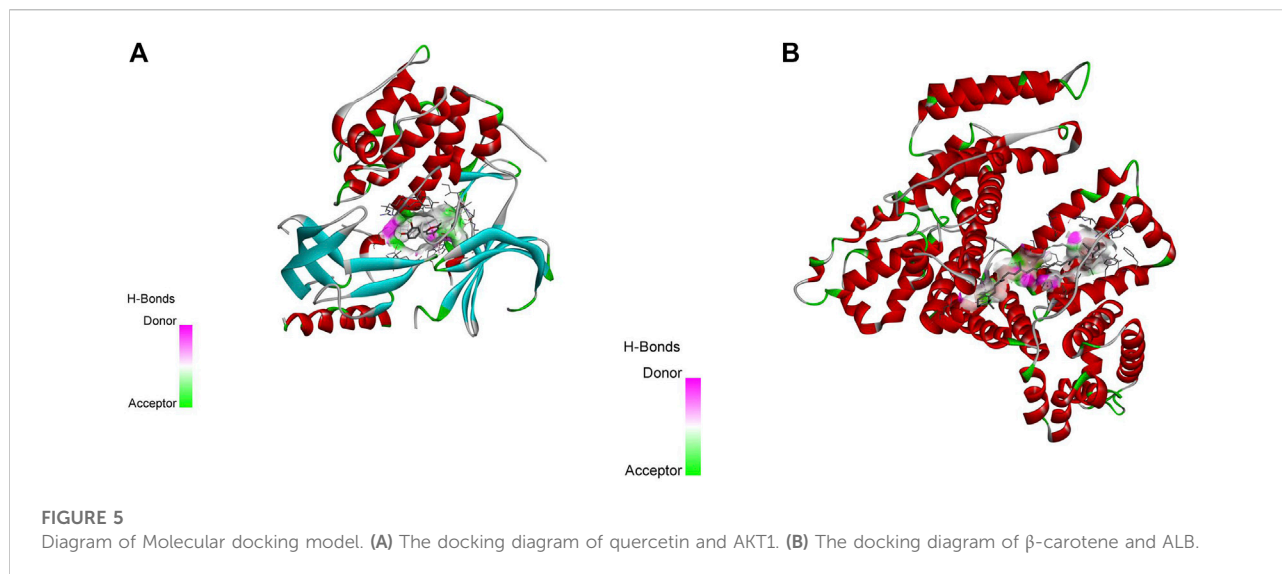 A
B
H-Bonds
Donor
Acceptor
H-Bonds
Donor
Acceptor
FIGURE 5
Diagram of Molecular docking model. (A) The docking diagram of quercetin and AKT1. (B) The docking diagram of β-carotene and ALB.